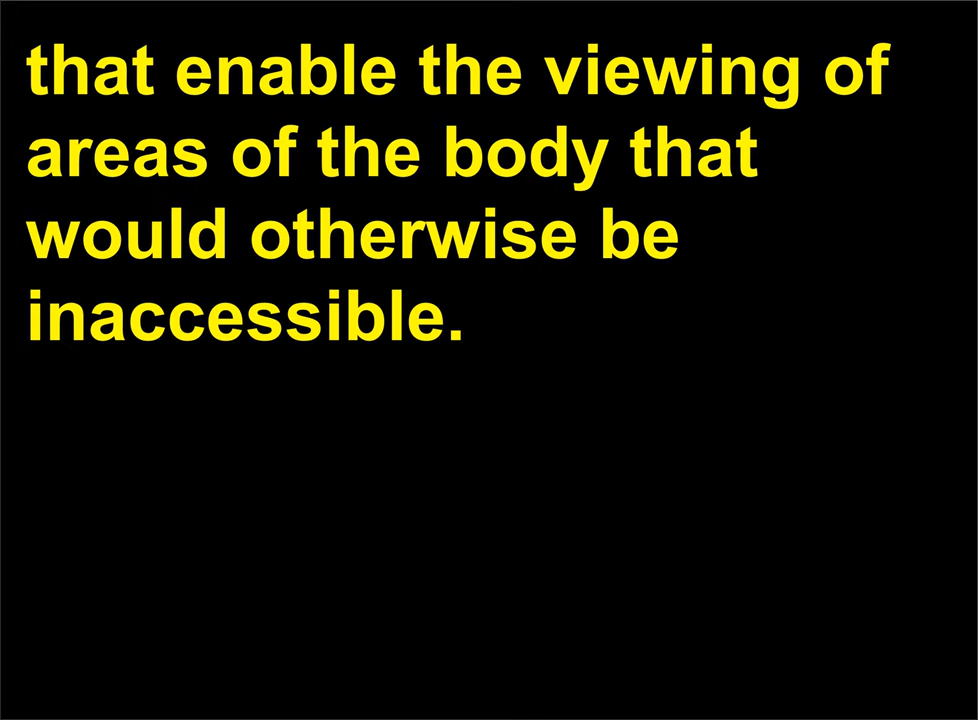 that enable the viewing of
areas of the body that
would otherwise be
inaccessible.